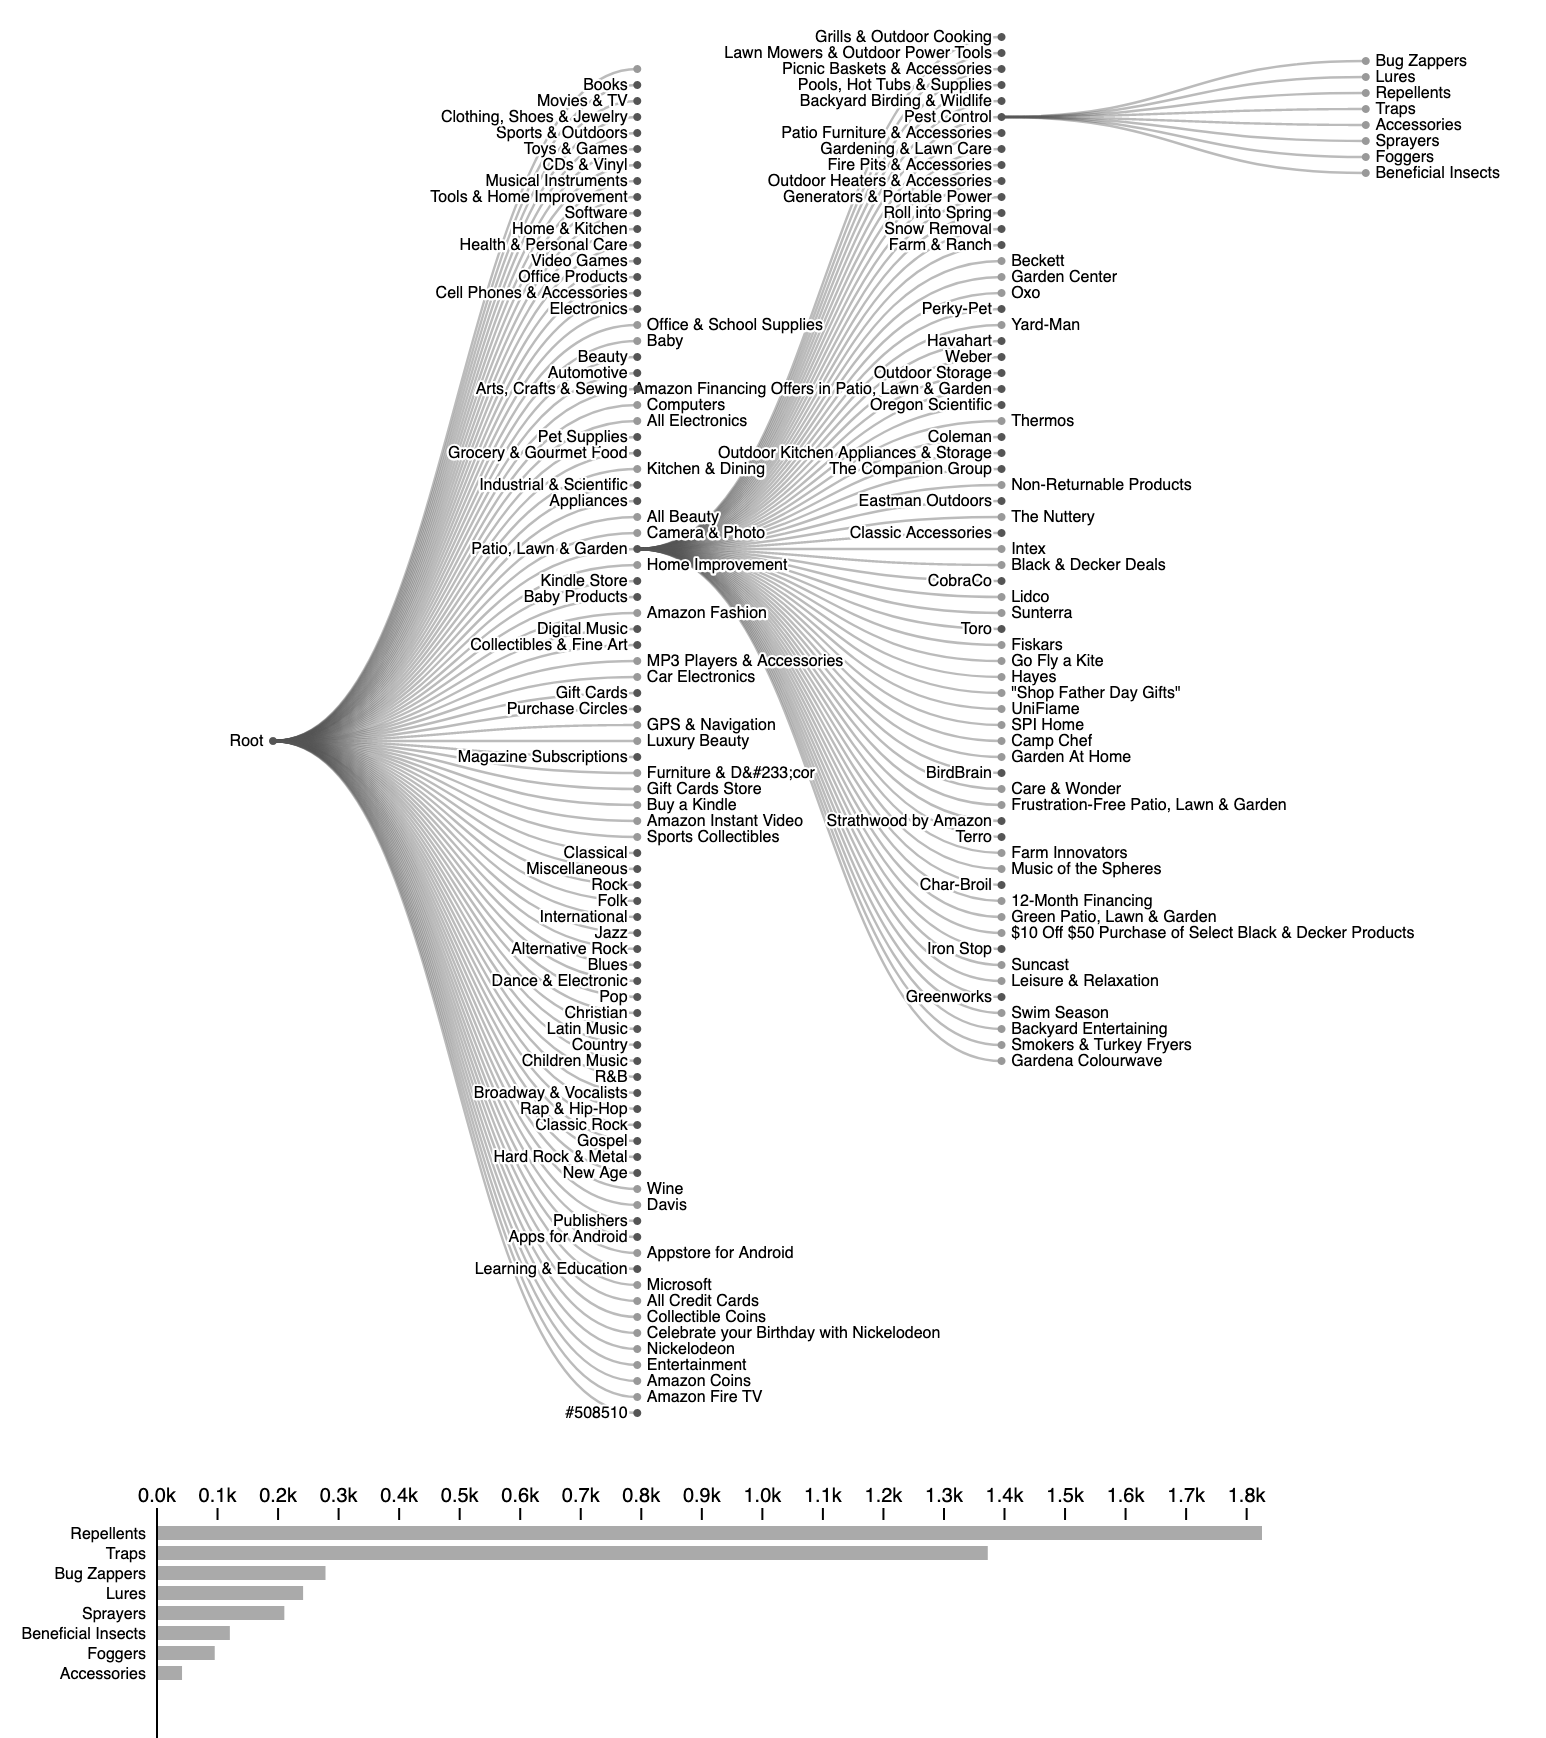 Root
Books
Movies & TV
Clothing, Shoes & Jewelry
Sports & Outdoors
Toys & Games
CDs & Vinyl
Musical Instruments
Tools & Home Improvement
Software
Home & Kitchen
Health & Personal Care
Video Games
Office Products
Cell Phones & Accessories
Electronics
Office & School Supplies
Baby
Beauty
Automotive
Arts, Crafts & Sewing
Computers
All Electronics
Pet Supplies
Grocery & Gourmet Food
Kitchen & Dining
Industrial & Scientific
Appliances
All Beauty
Camera & Photo
Patio, Lawn & Garden
Home Improvement
Kindle Store
Baby Products
Amazon Fashion
Digital Music
Collectibles & Fine Art
MP3 Players & Accessories
Car Electronics
Gift Cards
Purchase Circles
GPS & Navigation
Luxury Beauty
Magazine Subscriptions
Furniture & D&#233;cor
Gift Cards Store
Buy a Kindle
Amazon Instant Video
Sports Collectibles
Classical
Miscellaneous
Rock
Folk
International
Jazz
Alternative Rock
Blues
Dance & Electronic
Pop
Christian
Latin Music
Country
Children Music
R&B
Broadway & Vocalists
Rap & Hip-Hop
Classic Rock
Gospel
Hard Rock & Metal
New Age
Wine
Davis
Publishers
Apps for Android
Appstore for Android
Learning & Education
Microsoft
All Credit Cards
Collectible Coins
Celebrate your Birthday with Nickelodeon
Nickelodeon
Entertainment
Amazon Coins
Amazon Fire TV
#508510
Grills & Outdoor Cooking
Lawn Mowers & Outdoor Power Tools
Picnic Baskets & Accessories
Pools, Hot Tubs & Supplies
Backyard Birding & Wildlife
Pest Control
Patio Furniture & Accessories
Gardening & Lawn Care
Fire Pits & Accessories
Outdoor Heaters & Accessories
Generators & Portable Power
Roll into Spring
Snow Removal
Farm & Ranch
Beckett
Garden Center
Oxo
Perky-Pet
Yard-Man
Havahart
Weber
Outdoor Storage
Amazon Financing Offers in Patio, Lawn & Garden
Oregon Scientific
Thermos
Coleman
Outdoor Kitchen Appliances & Storage
The Companion Group
Non-Returnable Products
Eastman Outdoors
The Nuttery
Classic Accessories
Intex
Black & Decker Deals
CobraCo
Lidco
Sunterra
Toro
Fiskars
Go Fly a Kite
Hayes
"Shop Father Day Gifts"
UniFlame
SPI Home
Camp Chef
Garden At Home
BirdBrain
Care & Wonder
Frustration-Free Patio, Lawn & Garden
Strathwood by Amazon
Terro
Farm Innovators
Music of the Spheres
Char-Broil
12-Month Financing
Green Patio, Lawn & Garden
$10 Off $50 Purchase of Select Black & Decker Products
Iron Stop
Suncast
Leisure & Relaxation
Greenworks
Swim Season
Backyard Entertaining
Smokers & Turkey Fryers
Gardena Colourwave
Bug Zappers
Lures
Repellents
Traps
Accessories
Sprayers
Foggers
Beneficial Insects
0.0k 0.1k 0.2k 0.3k 0.4k 0.5k 0.6k 0.7k 0.8k 0.9k 1.0k 1.1k 1.2k 1.3k 1.4k 1.5k 1.6k 1.7k 1.8k
Repellents
Traps
Bug Zappers
Lures
Sprayers
Beneficial Insects
Foggers
Accessories